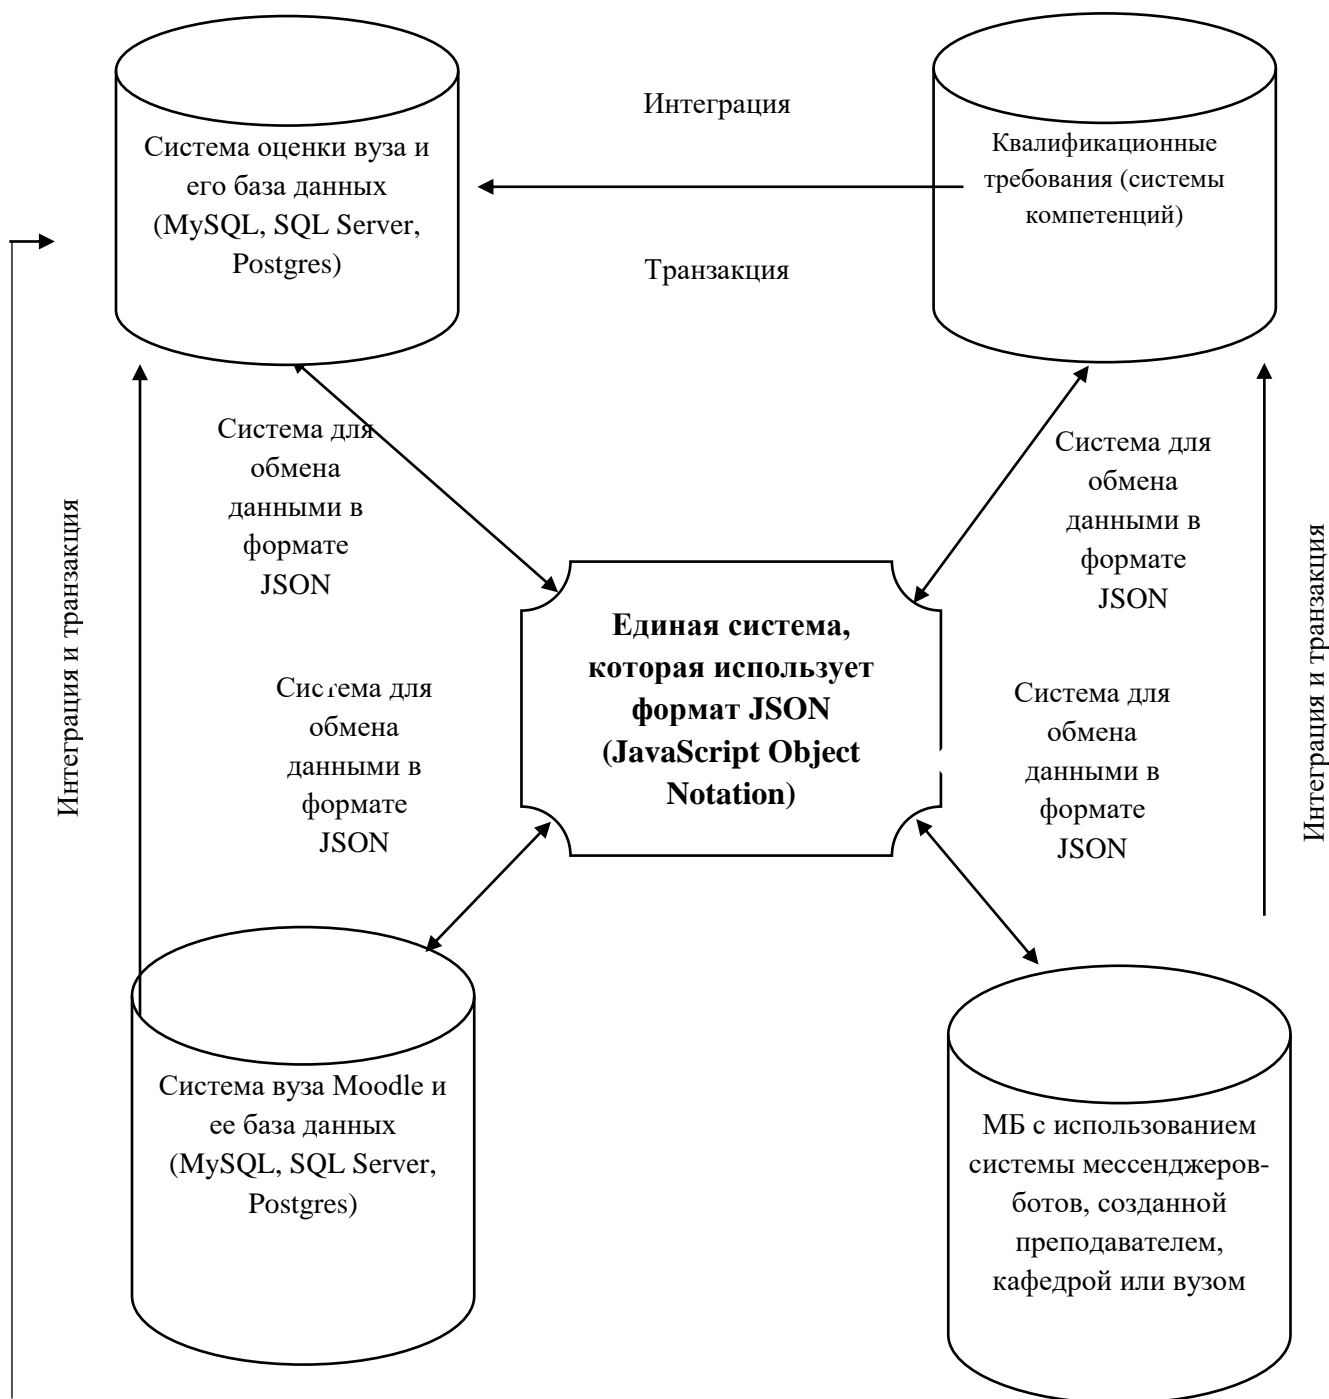 Система оценки вуза и
его база данных
(MySQL, SQL Server,
Postgres)
Интеграция
Транзакция
Квалификационные
требования (системы
компетенций)
Интеграция и транзакция
Система для
обмена
данными в
формате
JSON
Система для
обмена
данными в
формате
JSON
Интеграция и транзакция
Единая система,
которая использует
формат JSON
(JavaScript Object
Notation)
Система для
обмена
данными в
формате
JSON
Система для
обмена
данными в
формате
JSON
Система вуза Moodle и
ее база данных
(MySQL, SQL Server,
Postgres)
МБ с использованием
системы мессенджеров-
ботов, созданной
преподавателем,
кафедрой или вузом